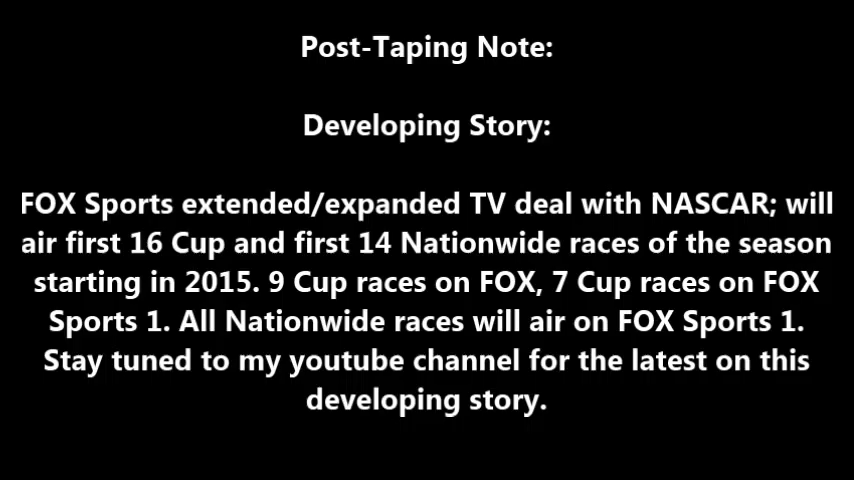 Post-Taping Note:
Developing Story:
FOX Sports extended/expanded TV deal with NASCAR; will
air first 16 Cup and first 14 Nationwide races of the season
starting in 2015. 9 Cup races on FOX, 7 Cup races on FOX
Sports 1. All Nationwide races will air on FOX Sports 1.
Stay tuned to my youtube channel for the latest on this
developing story.